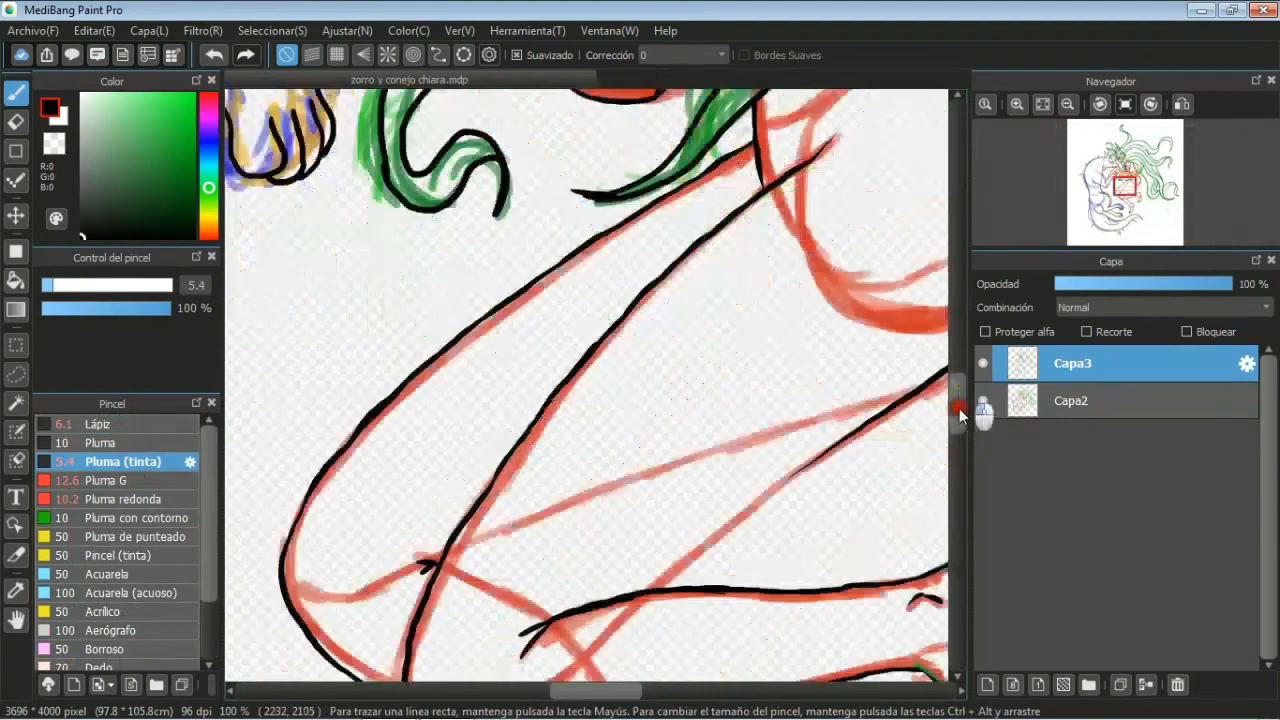 MediBang Paint Pro
Archivo(F) Editar(E) Capa(L) Filtro(R) Seleccionar(S) Ajustar(N) Color(C) Ver(V) Herramienta(T) Ventana(W) Help
Suavizado Corrección 0 Bordes Suaves
Color zorro y conejo chiara.mdp Navegador
R:0
G:0
B:0
Control del pincel Capa
5.4 Opacidad 100 %
100 % Combinación Normal
Proteger alfa Recorte Bloquear
Capa3
Capa2
Pincel
6.1 Lápiz
10 Pluma
5.4 Pluma (tinta)
12.6 Pluma G
10.2 Pluma redonda
10 Pluma con contorno
50 Pluma de punteado
50 Pincel (tinta)
50 Acuarela
100 Acuarela (acuoso)
50 Acrílico
100 Aerógrafo
50 Borroso
70 Dedo
3696 * 4000 pixel (97.8 * 105.8cm) 96 dpi 100 % ( 2232, 2105 ) Para trazar una línea recta, mantenga pulsada la tecla Mayús. Para cambiar el tamaño del pincel, mantenga pulsada las teclas Ctrl + Alt y arrastre